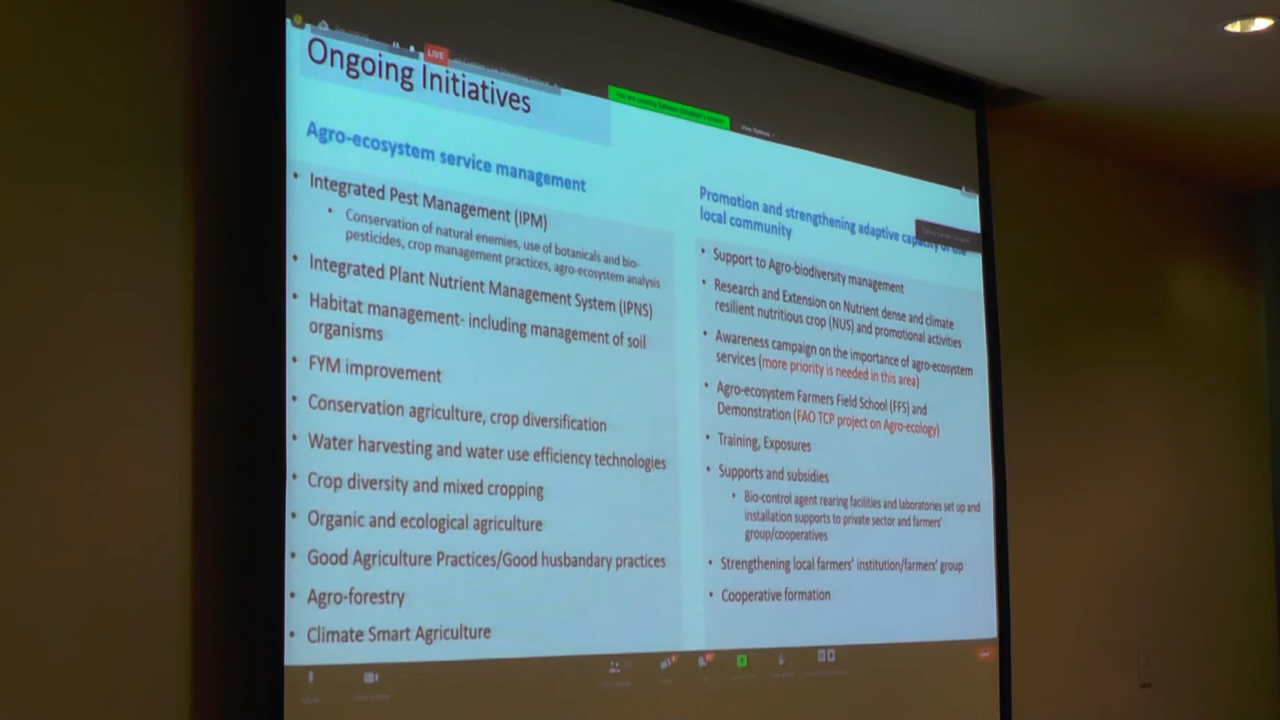 LIVE
Ongoing Initiatives
Agro-ecosystem service management
• Integrated Pest Management (IPM)
• Conservation of natural enemies, use of botanicals and bio-
pesticides, crop management practices, agro-ecosystem analysis
• Integrated Plant Nutrient Management System (IPNS)
• Habitat management- including management of soil
organisms
• FYM improvement
• Conservation agriculture, crop diversification
• Water harvesting and water use efficiency technologies
• Crop diversity and mixed cropping
• Organic and ecological agriculture
• Good Agriculture Practices/Good husbandary practices
• Agro-forestry
• Climate Smart Agriculture
Promotion and strengthening adaptive capacity of the
local community
• Support to Agro-biodiversity management
• Research and Extension on Nutrient dense and climate
resilient nutritious crop (NUS) and promotional activities
• Awareness campaign on the importance of agro-ecosystem
services (more priority is needed in this area)
• Agro-ecosystem Farmers Field School (FFS) and
Demonstration (FAO TCP project on Agro-ecology)
• Training, Exposures
• Supports and subsidies
• Bio-control agent rearing facilities and laboratories set up and
installation supports to private sector and farmers'
group/cooperatives
• Strengthening local farmers' institution/farmers' group
• Cooperative formation